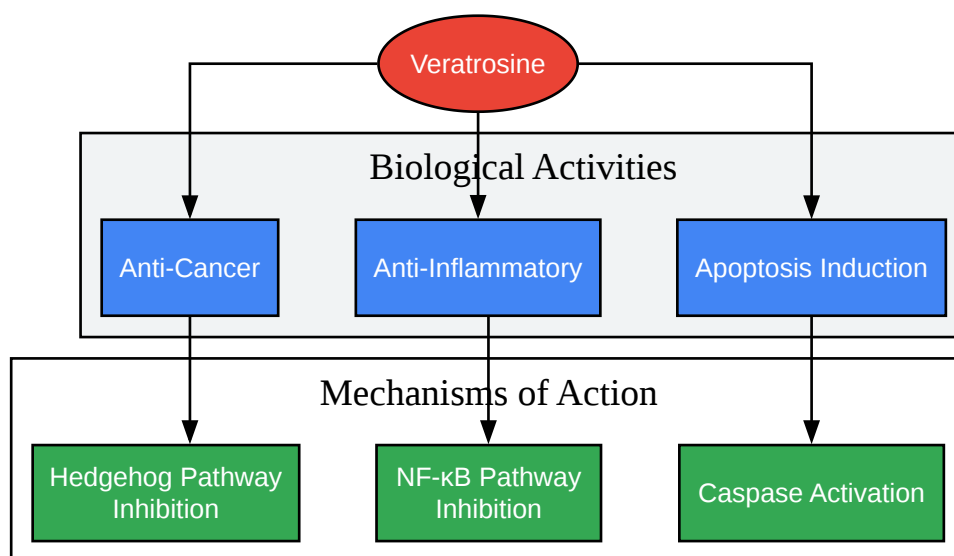 Veratrosine
Biological Activities
Anti-Cancer
Anti-Inflammatory
Apoptosis Induction
Mechanisms of Action
Hedgehog Pathway
Inhibition
NF-κB Pathway
Inhibition
Caspase Activation